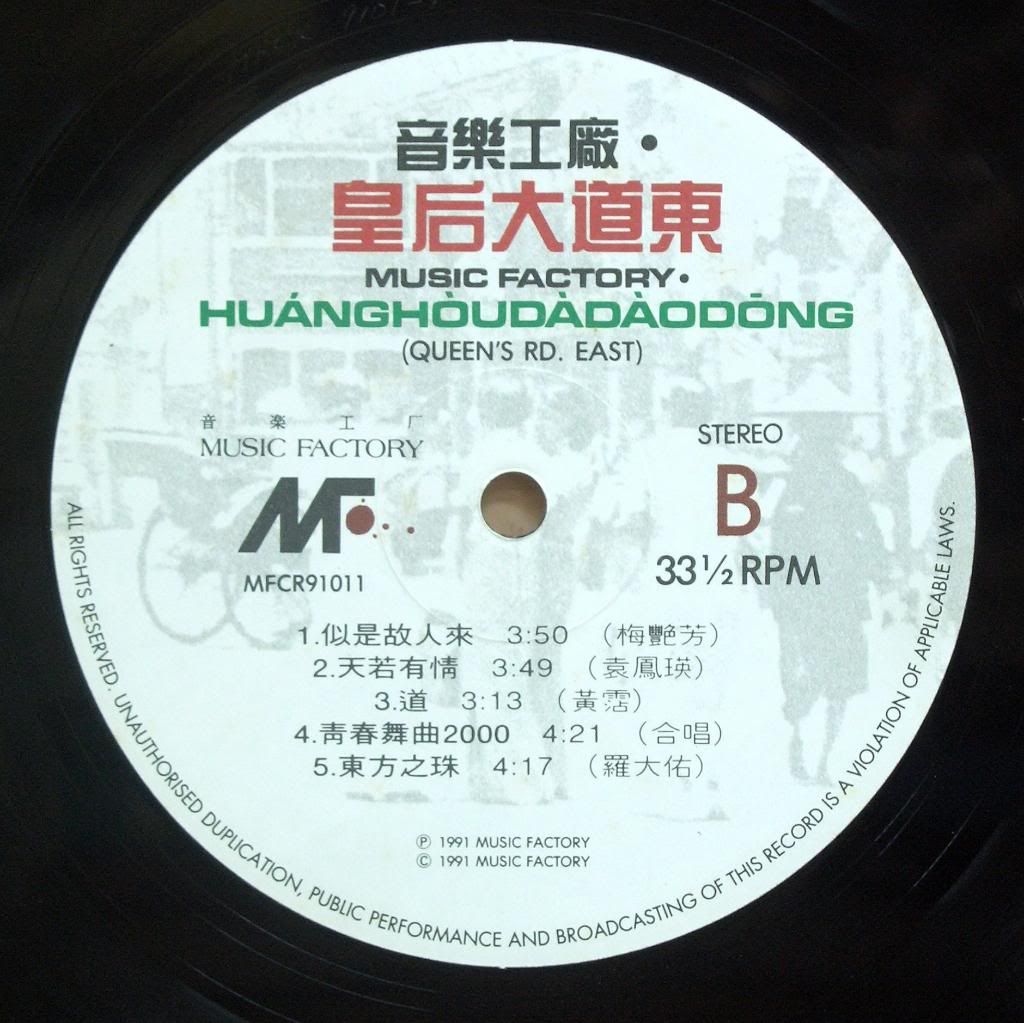 音樂工廠·
皇后大道東
MUSIC FACTORY·
HUÁNGHÒUDÀDÀODŌNG
(QUEEN'S RD. EAST)
音樂工厂
MUSIC FACTORY
MF
MFCR91011
STEREO
B
33 1/2 RPM
1.似是故人來 3:50 （梅艷芳）
2.天若有情 3:49 （袁鳳瑛）
3.道 3:13 （黃霑）
4.青春舞曲2000 4:21 （合唱）
5.東方之珠 4:17 （羅大佑）
℗ 1991 MUSIC FACTORY
© 1991 MUSIC FACTORY
ALL RIGHTS RESERVED. UNAUTHORISED DUPLICATION, PUBLIC PERFORMANCE AND BROADCASTING OF THIS RECORD IS A VIOLATION OF APPLICABLE LAWS.